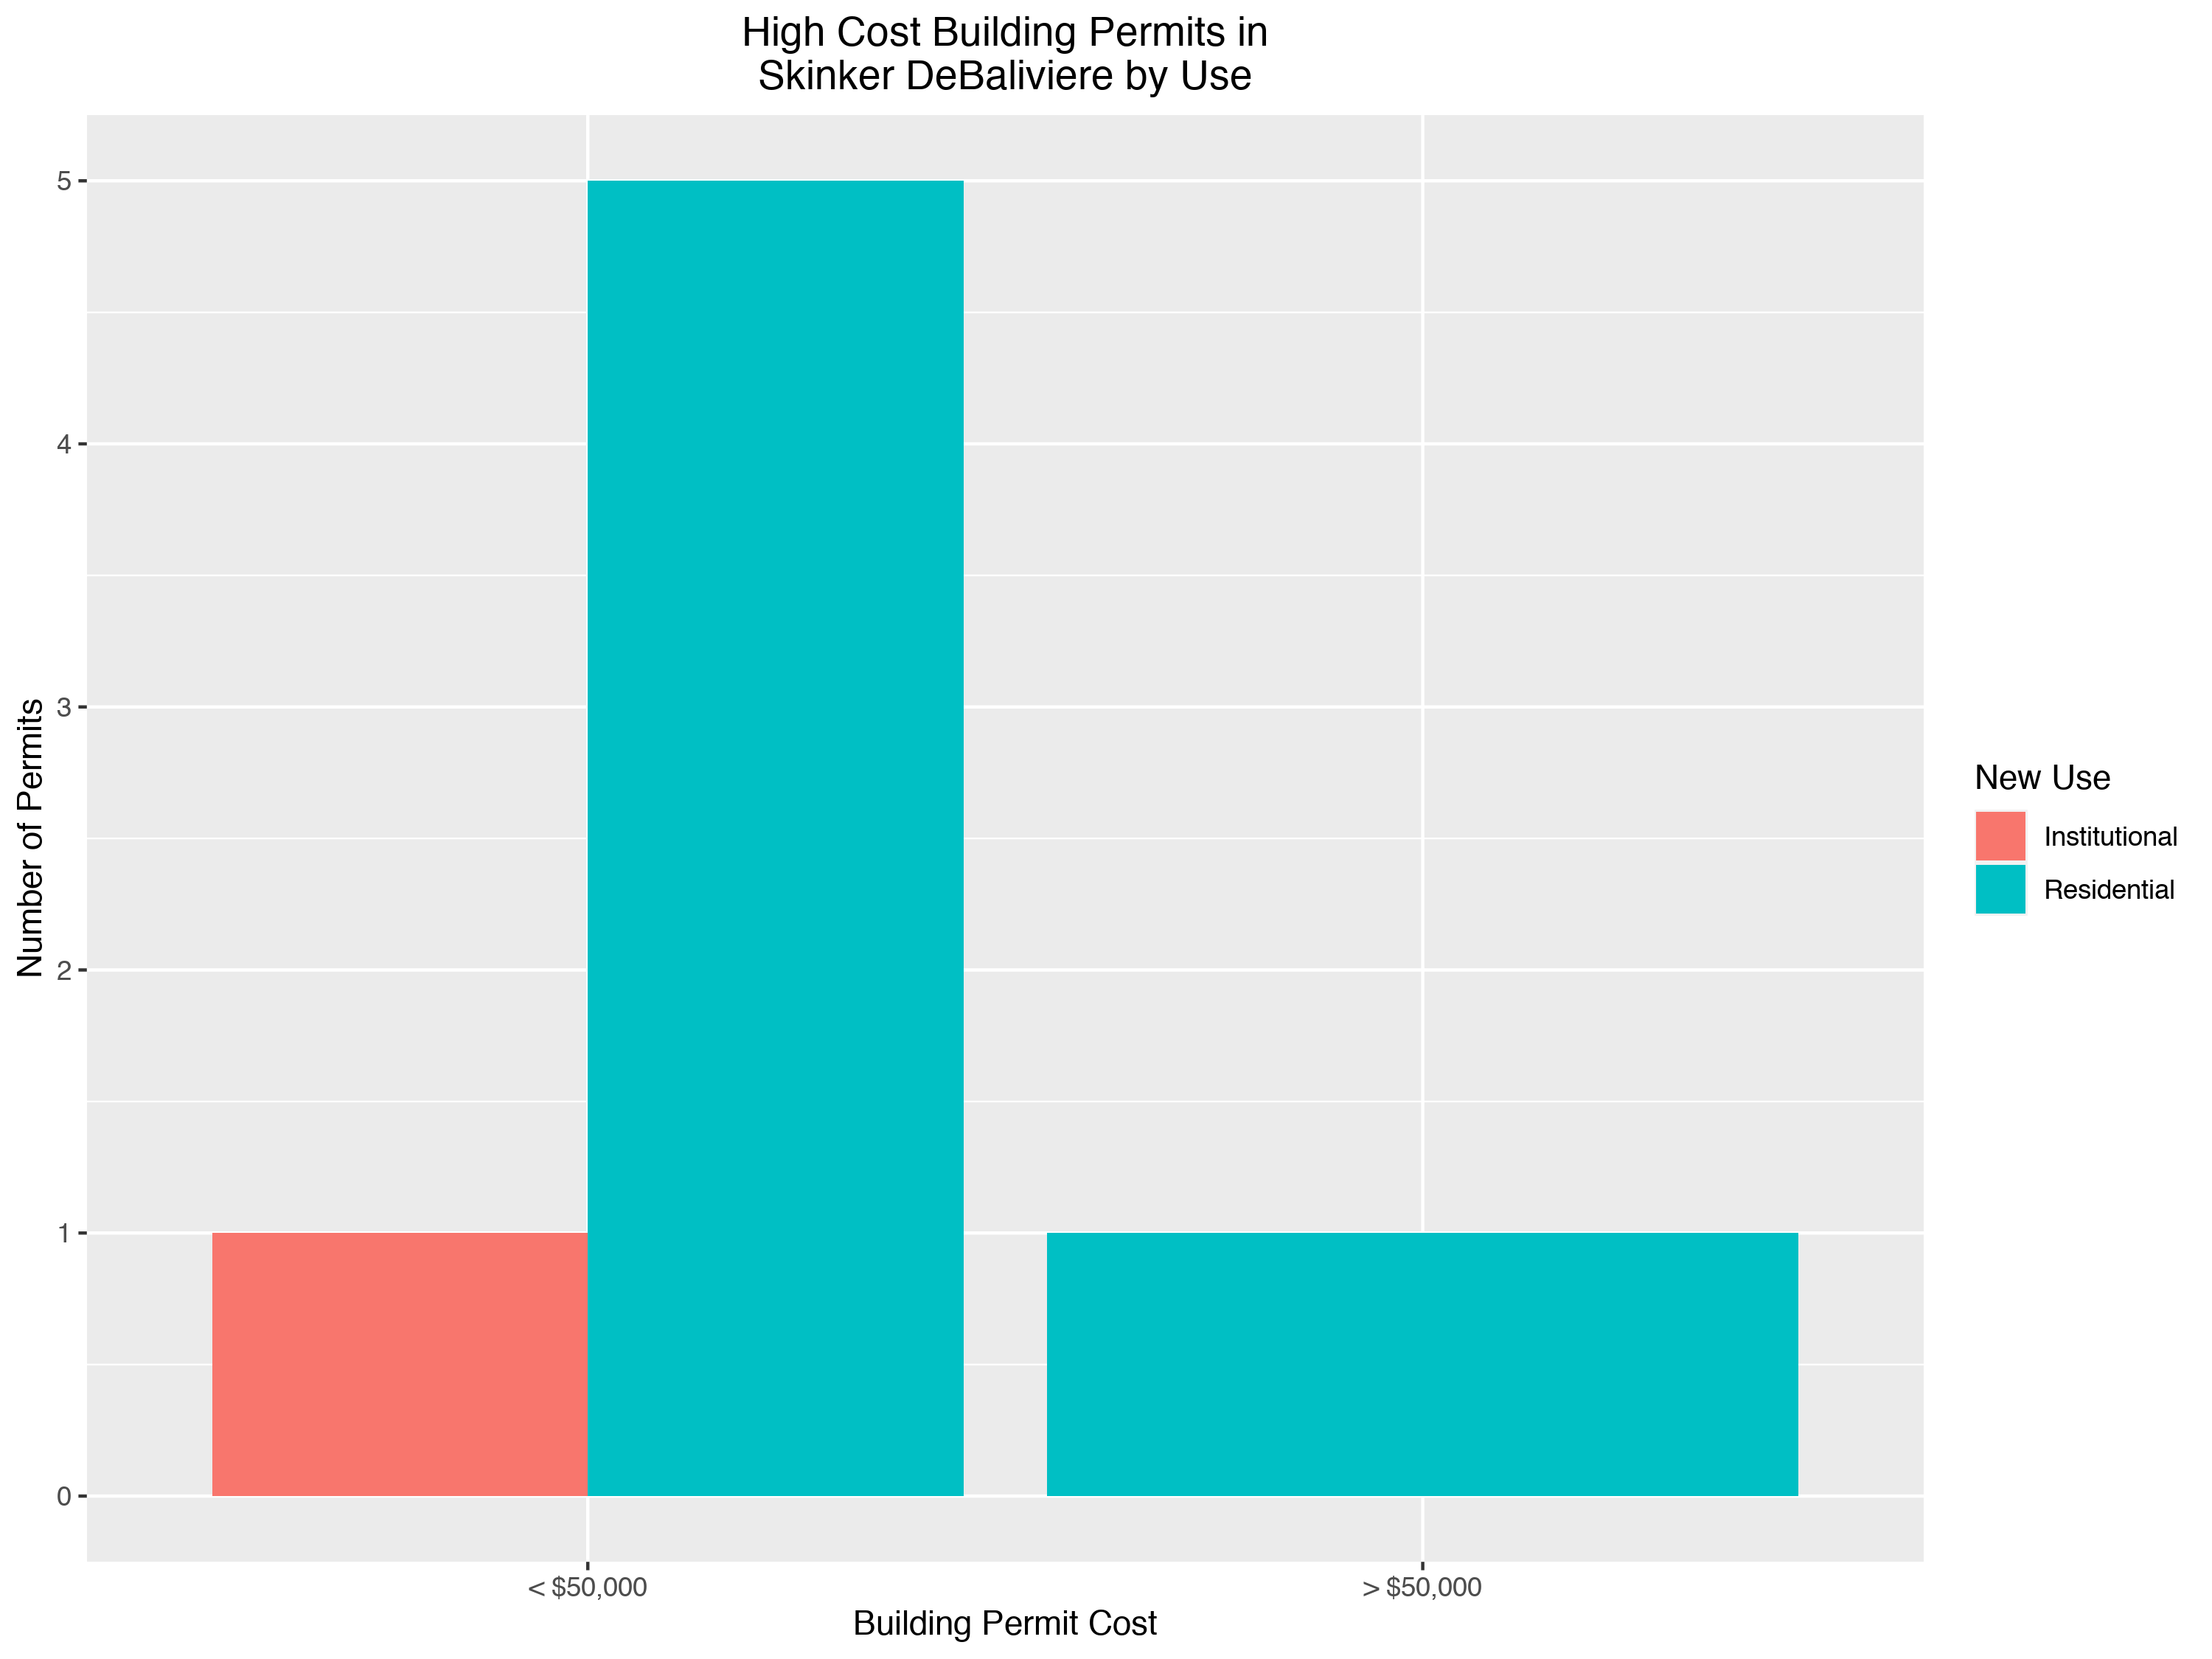 High Cost Building Permits in
Skinker DeBaliviere by Use
Number of Permits
5
4
3
2
1
0
< $50,000
> $50,000
Building Permit Cost
New Use
Institutional
Residential